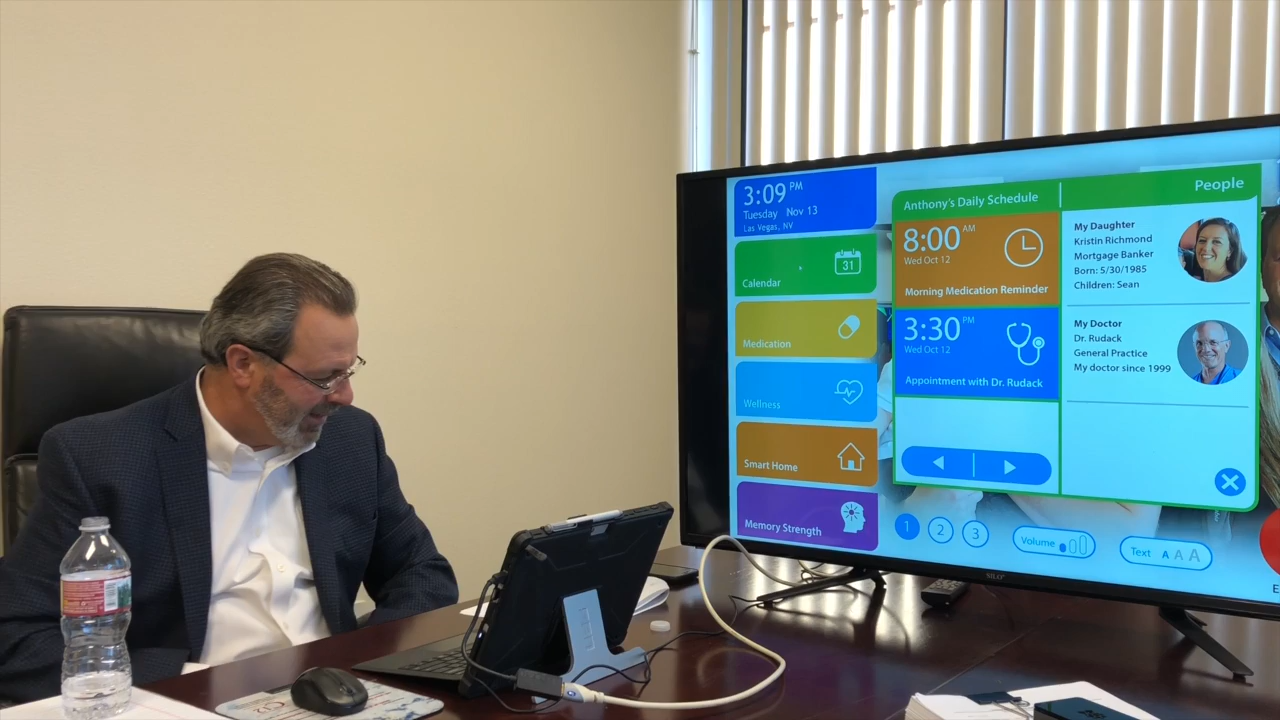 3:09 PM
Tuesday Nov 13
Las Vegas, NV
Calendar
31
Medication
Wellness
Smart Home
Memory Strength
Anthony's Daily Schedule
8:00 AM
Wed Oct 12
Morning Medication Reminder
3:30 PM
Wed Oct 12
Appointment with Dr. Rudack
People
My Daughter
Kristin Richmond
Mortgage Banker
Born: 5/30/1985
Children: Sean
My Doctor
Dr. Rudack
General Practice
My doctor since 1999
1
2
3
Volume
Text A A A
E
SILO